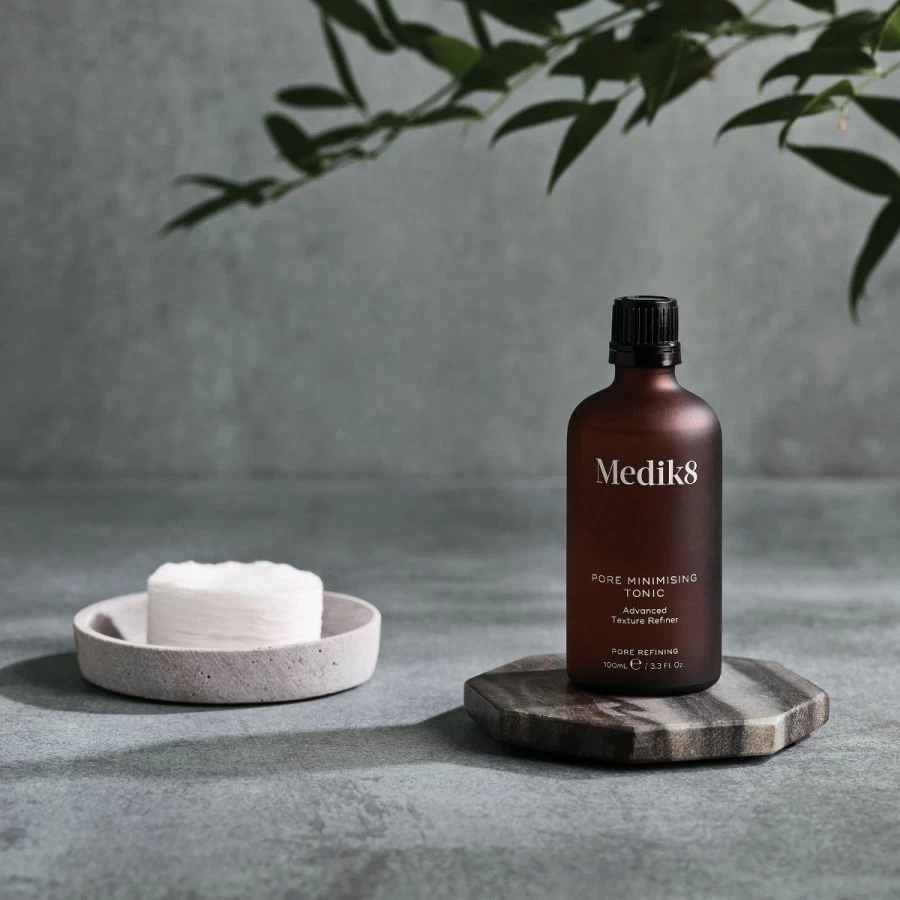 Medik8
PORE MINIMISING
TONIC
Advanced
Texture Refiner
PORE REFINING
100mL ℮ / 3.3 Fl. Oz.